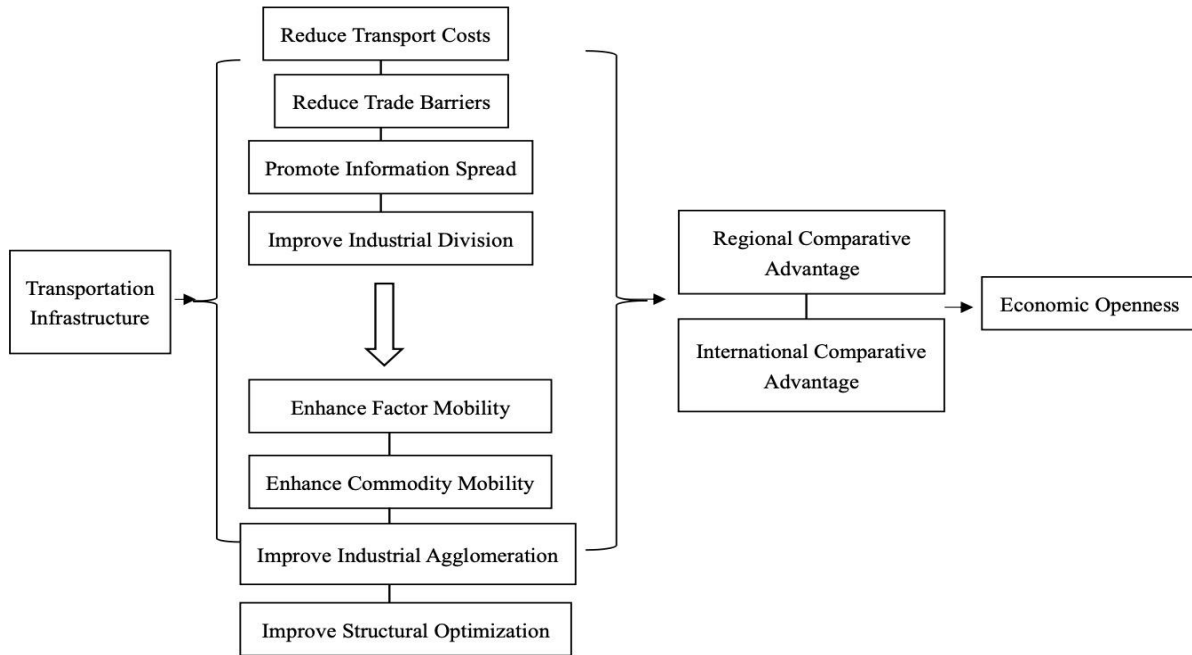 Transportation
Infrastructure
Reduce Transport Costs
Reduce Trade Barriers
Promote Information Spread
Improve Industrial Division
Enhance Factor Mobility
Enhance Commodity Mobility
Improve Industrial Agglomeration
Improve Structural Optimization
Regional Comparative
Advantage
International Comparative
Advantage
Economic Openness